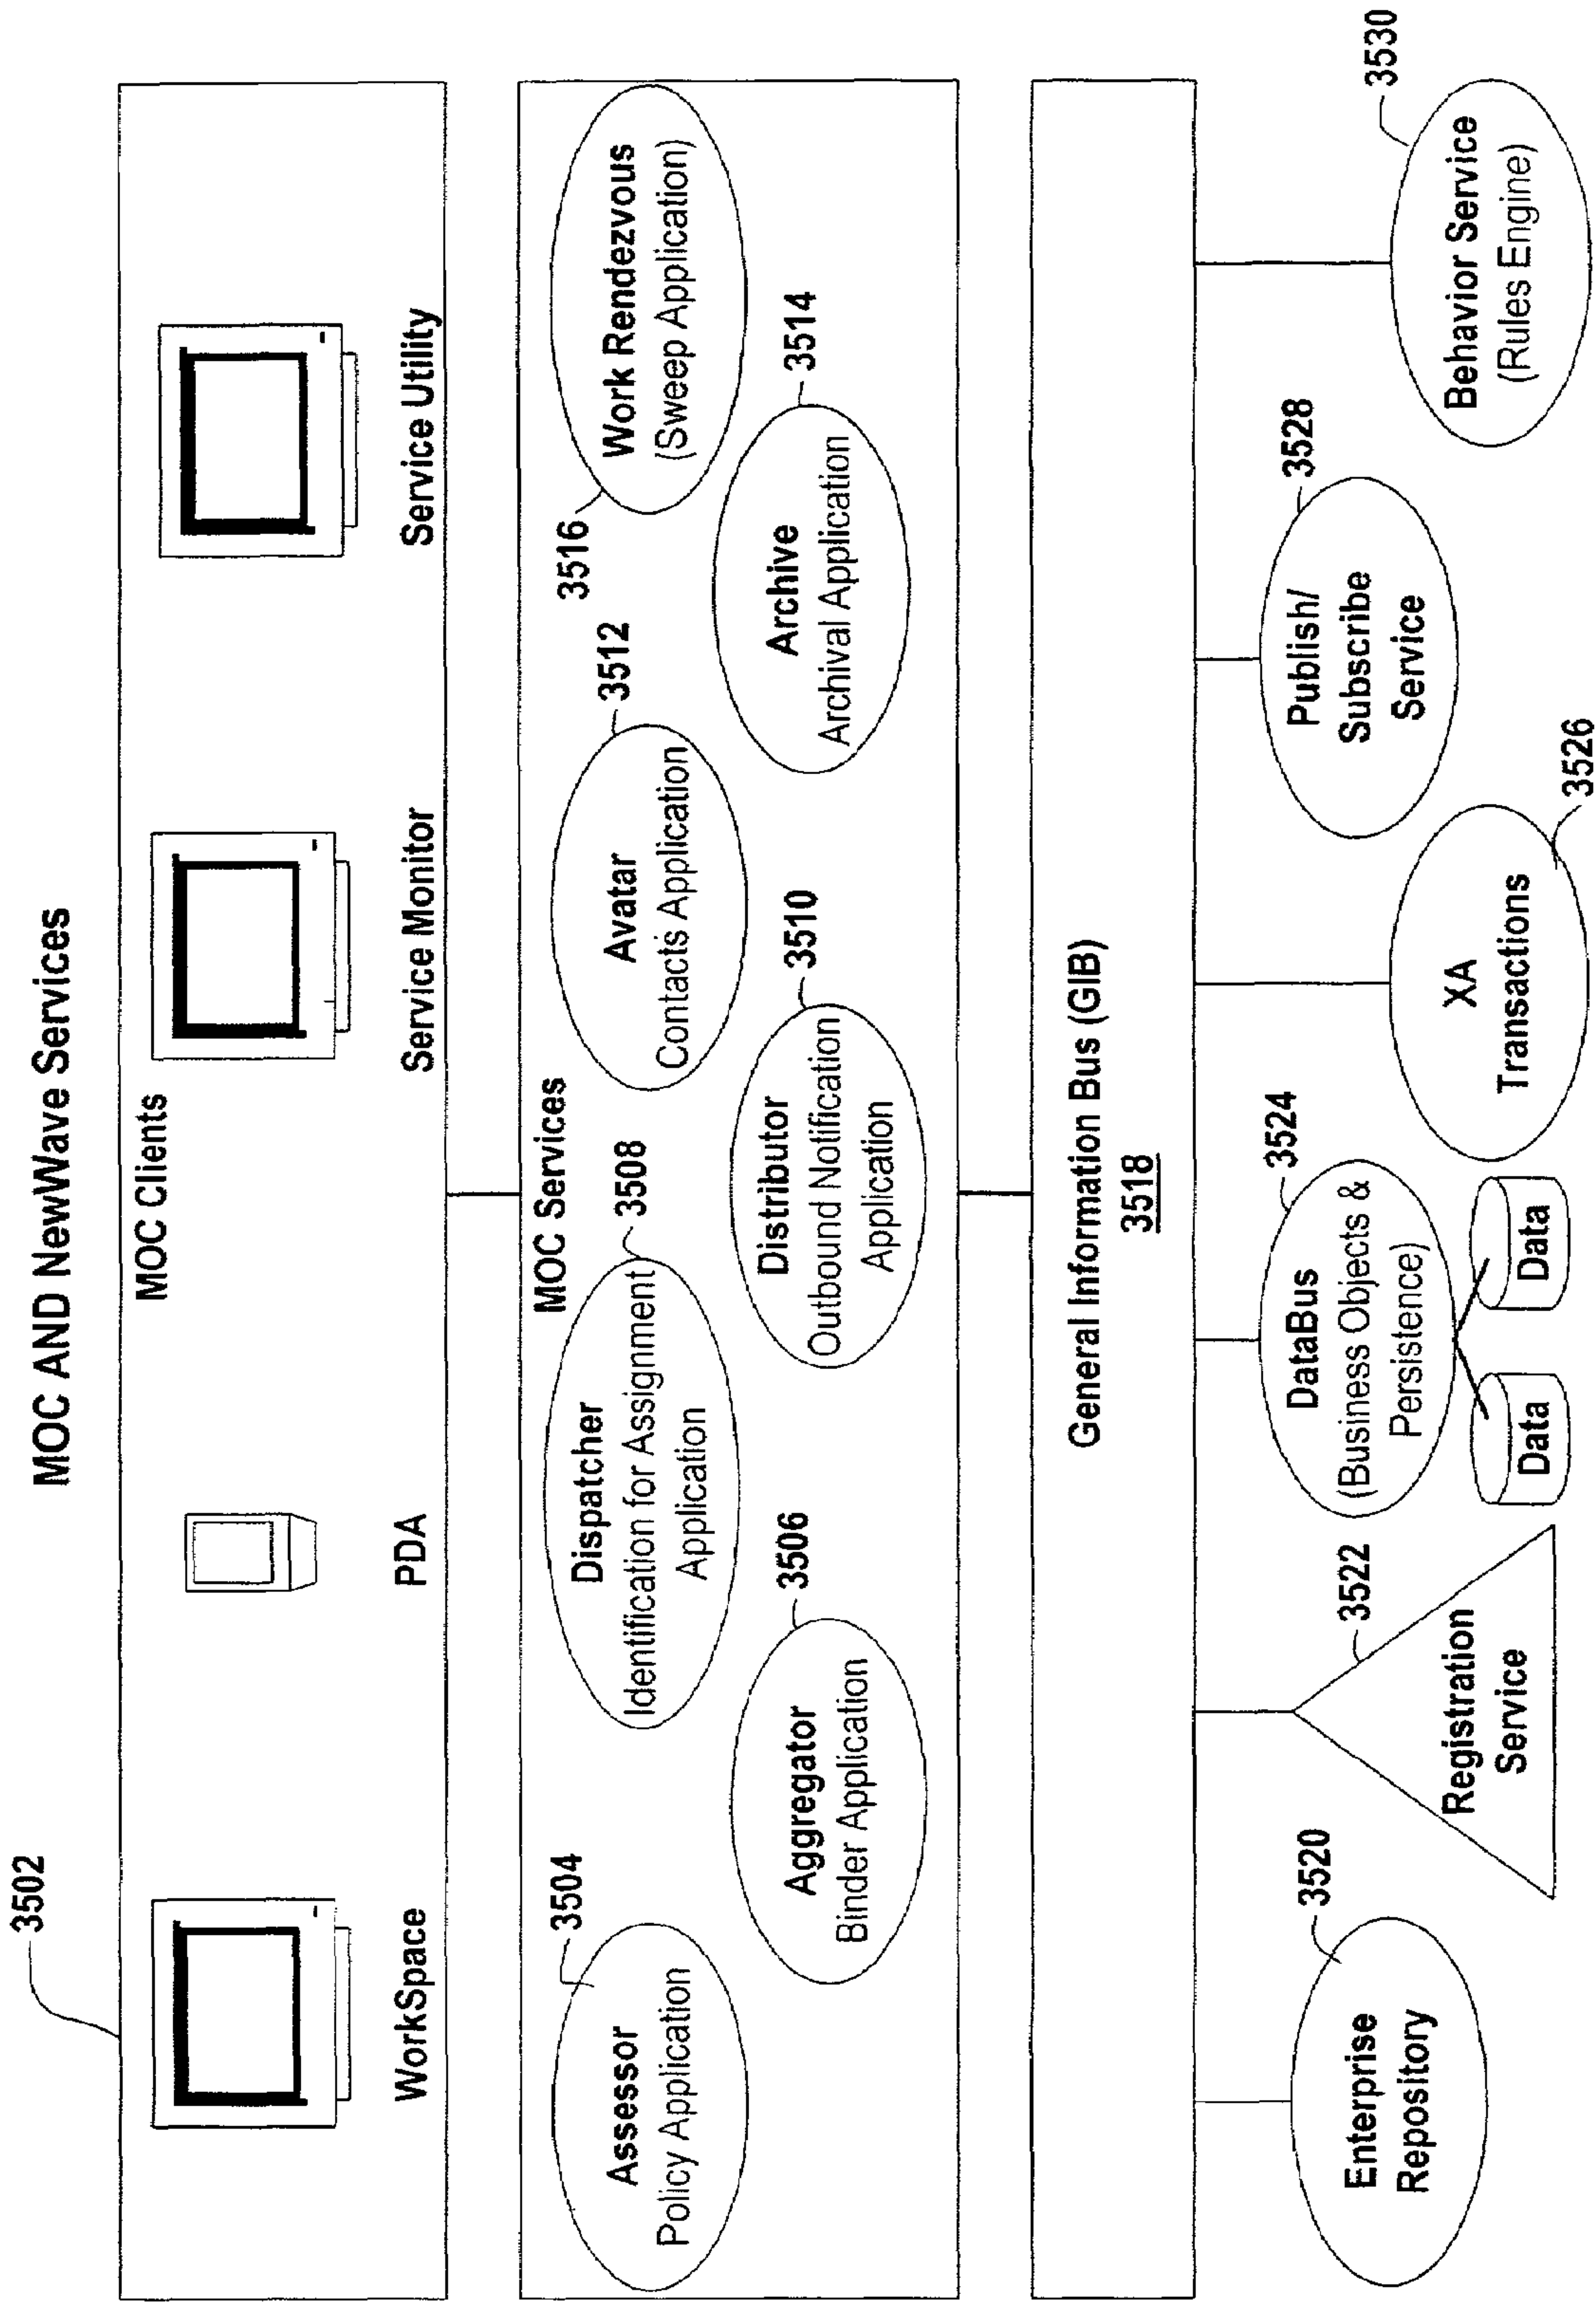 MOC AND NewWave Services
3502
MOC Clients
WorkSpace
PDA
Service Monitor
Service Utility
MOC Services
3504
Assessor
Policy Application
3506
Aggregator
Binder Application
3508
Dispatcher
Identification for Assignment
Application
3510
Distributor
Outbound Notification
Application
3512
Avatar
Contacts Application
3514
Archive
Archival Application
3516
Work Rendezvous
(Sweep Application)
General Information Bus (GIB)
3518
3520
Enterprise
Repository
3522
Registration
Service
3524
DataBus
(Business Objects &
Persistence)
Data
Data
3526
XA
Transactions
3528
Publish/
Subscribe
Service
3530
Behavior Service
(Rules Engine)